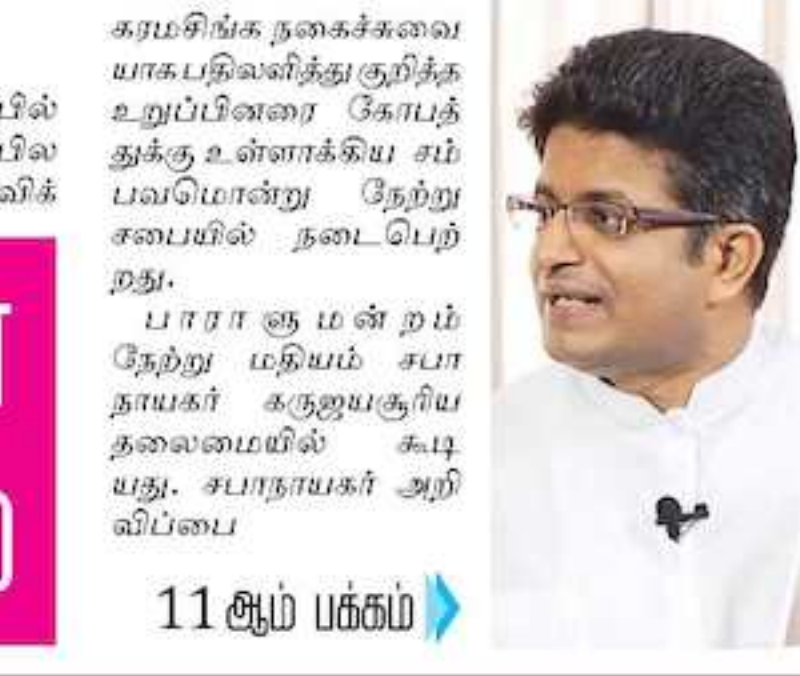 பில்
பில
விக்
கரமசிங்க நகைச்சுவை
யாக பதிலளித்து குறித்த
உறுப்பினரை கோபத்
துக்கு உள்ளாக்கிய சம்
பவமொன்று நேற்று
சபையில் நடைபெற்
றது.
பாராளுமன்றம்
நேற்று மதியம் சபா
நாயகர் கருஜயசூரிய
தலைமையில் கூடி
யது. சபாநாயகர் அறி
விப்பை
11 ஆம் பக்கம்